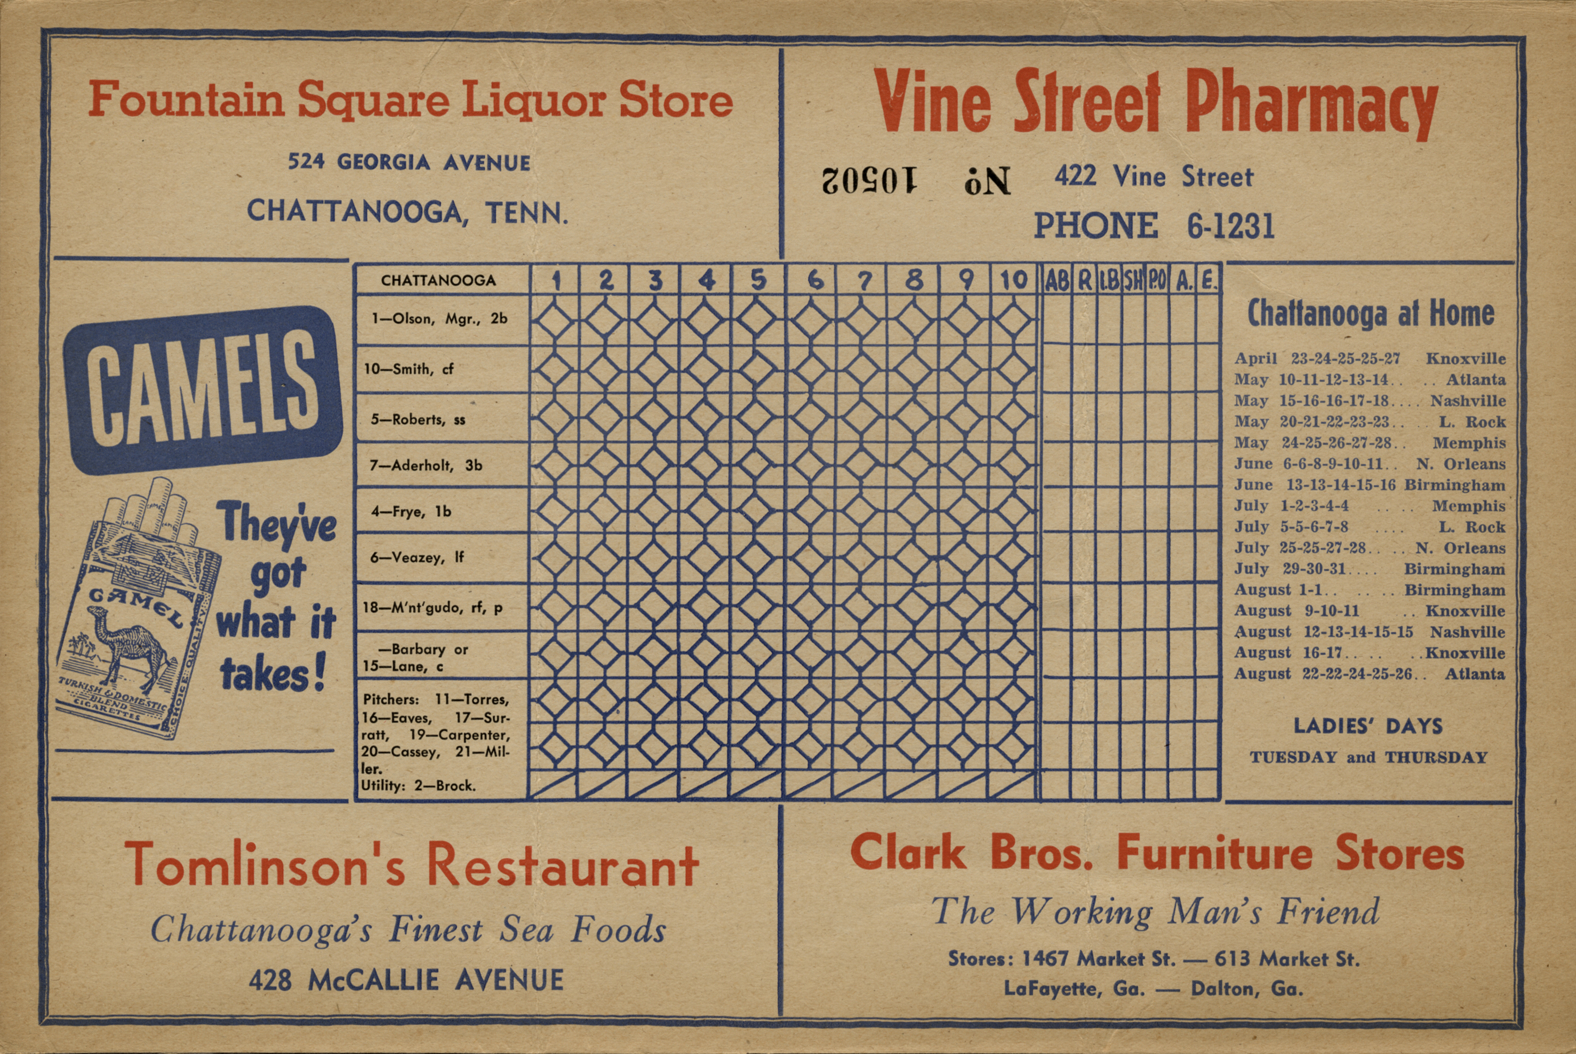 Fountain Square Liquor Store
524 GEORGIA AVENUE
CHATTANOOGA, TENN.
Vine Street Pharmacy
422 Vine Street
PHONE 6-1231
Nº 10502
CAMELS
They've
got
what it
takes!
CAMEL
TURKISH & DOMESTIC
BLEND
CIGARETTES
CHOICE QUALITY
CHATTANOOGA 1 2 3 4 5 6 7 8 9 10 AB R LB SH P.O A. E.
1—Olson, Mgr., 2b
10—Smith, cf
5—Roberts, ss
7—Aderholt, 3b
4—Frye, 1b
6—Veazey, lf
18—M'nt'gudo, rf, p
—Barbary or
15—Lane, c
Pitchers: 11—Torres,
16—Eaves, 17—Sur-
ratt, 19—Carpenter,
20—Cassey, 21—Mil-
ler.
Utility: 2—Brock.
Chattanooga at Home
April 23-24-25-25-27 Knoxville
May 10-11-12-13-14.. .. Atlanta
May 15-16-16-17-18.... Nashville
May 20-21-22-23-23.. L. Rock
May 24-25-26-27-28.. Memphis
June 6-6-8-9-10-11.. N. Orleans
June 13-13-14-15-16 Birmingham
July 1-2-3-4-4 .. .. Memphis
July 5-5-6-7-8 .... L. Rock
July 25-25-27-28.. .. N. Orleans
July 29-30-31.... Birmingham
August 1-1.. .. .. Birmingham
August 9-10-11 .. Knoxville
August 12-13-14-15-15 Nashville
August 16-17.. .. ..Knoxville
August 22-22-24-25-26.. Atlanta
LADIES' DAYS
TUESDAY and THURSDAY
Tomlinson's Restaurant
Chattanooga's Finest Sea Foods
428 McCALLIE AVENUE
Clark Bros. Furniture Stores
The Working Man's Friend
Stores: 1467 Market St. — 613 Market St.
LaFayette, Ga. — Dalton, Ga.